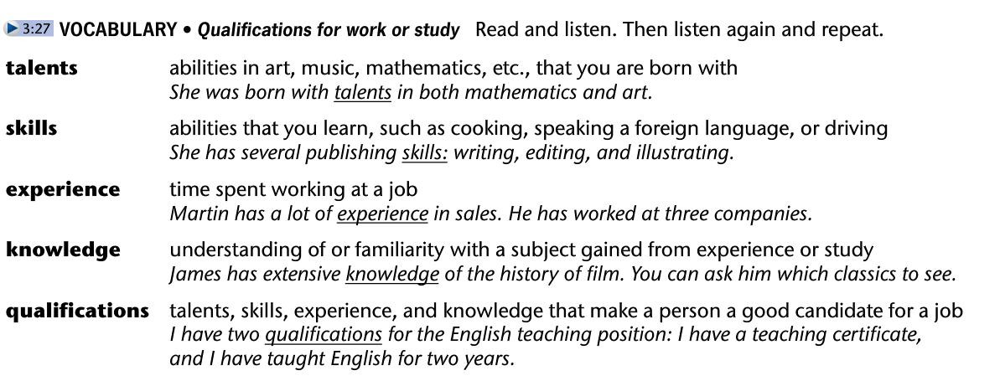 3:27 VOCABULARY • Qualifications for work or study Read and listen. Then listen again and repeat.
talents abilities in art, music, mathematics, etc., that you are born with
She was born with talents in both mathematics and art.
skills abilities that you learn, such as cooking, speaking a foreign language, or driving
She has several publishing skills: writing, editing, and illustrating.
experience time spent working at a job
Martin has a lot of experience in sales. He has worked at three companies.
knowledge understanding of or familiarity with a subject gained from experience or study
James has extensive knowledge of the history of film. You can ask him which classics to see.
qualifications talents, skills, experience, and knowledge that make a person a good candidate for a job
I have two qualifications for the English teaching position: I have a teaching certificate,
and I have taught English for two years.